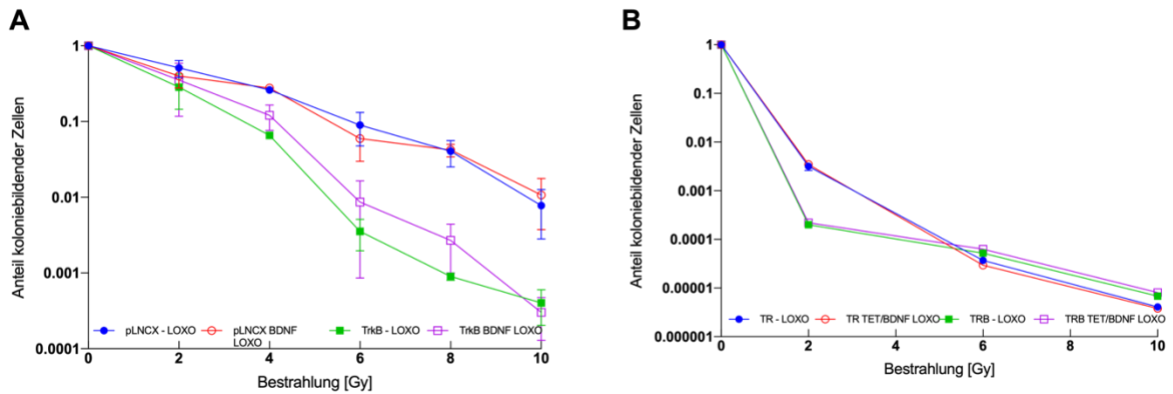 A
Anteil koloniebildender Zellen
1
0.1
0.01
0.001
0.0001
pLNCX - LOXO
pLNCX BDNF
LOXO
TrkB - LOXO
TrkB BDNF LOXO
0
2
4
6
8
10
Bestrahlung [Gy]
B
Anteil koloniebildender Zellen
1
0.1
0.01
0.001
0.0001
0.00001
0.000001
TR - LOXO
TR TET/BDNF LOXO
TRB - LOXO
TRB TET/BDNF LOXO
0
2
4
6
8
10
Bestrahlung [Gy]